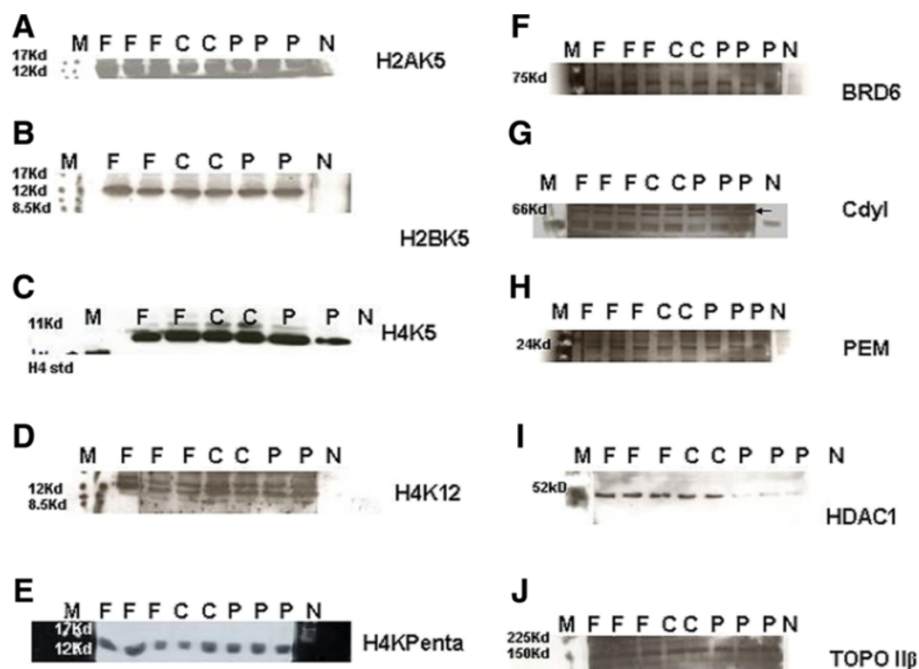 A
M F F F C C P P P N
17Kd
12Kd
H2AK5
B
M F F C C P P N
17Kd
12Kd
8.5Kd
H2BK5
C
M F F C C P P N
11Kd
H4K5
H4 std
D
M F F F C C P P N
12Kd
8.5Kd
H4K12
E
M F F F C C P P P N
17Kd
12Kd
H4KPenta
F
M F F F C C P P P N
75Kd
BRD6
G
M F F F C C P P P N
66Kd
Cdyl
H
M F F F C C P P P N
24Kd
PEM
I
M F F F C C P P P N
52kD
HDAC1
J
M F F F C C P P P N
225Kd
150Kd
TOPO IIß